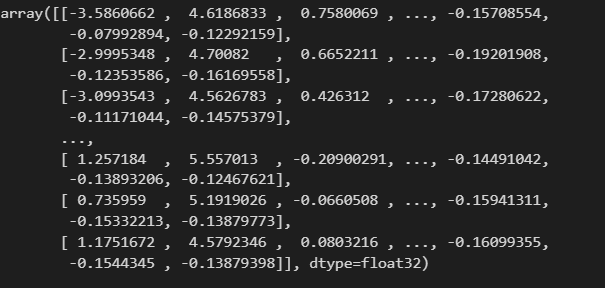 array([[-3.5860662 ,  4.6186833 ,  0.7580069 , ..., -0.15708554,
        -0.07992894, -0.12292159],
       [-2.9995348 ,  4.70082   ,  0.6652211 , ..., -0.19201908,
        -0.12353586, -0.16169558],
       [-3.0993543 ,  4.5626783 ,  0.426312  , ..., -0.17280622,
        -0.11171044, -0.14575379],
       ...,
       [ 1.257184  ,  5.557013  , -0.20900291, ..., -0.14491042,
        -0.13893206, -0.12467621],
       [ 0.735959  ,  5.1919026 , -0.0660508 , ..., -0.15941311,
        -0.15332213, -0.13879773],
       [ 1.1751672 ,  4.5792346 ,  0.0803216 , ..., -0.16099355,
        -0.1544345 , -0.13879398]], dtype=float32)